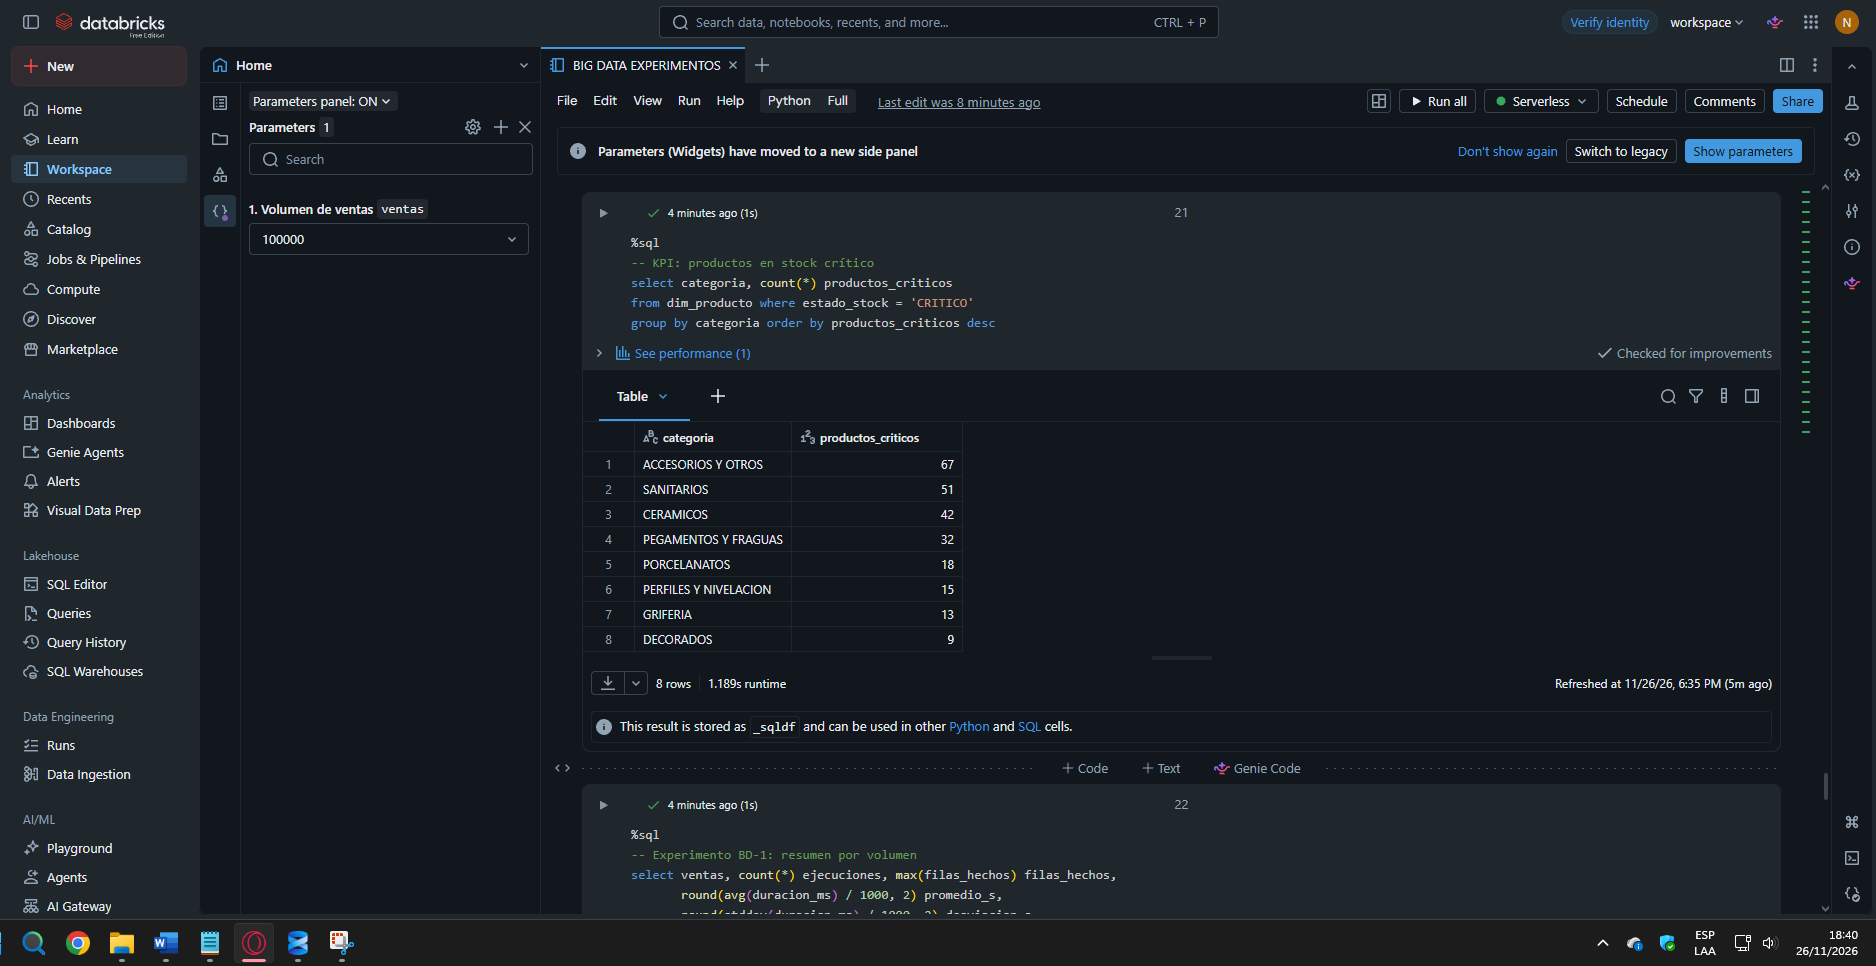 databricks
Free Edition
Search data, notebooks, recents, and more...
CTRL + P
Verify identity
workspace
N
New
Home
Learn
Workspace
Recents
Catalog
Jobs & Pipelines
Compute
Discover
Marketplace
Analytics
Dashboards
Genie Agents
Alerts
Visual Data Prep
Lakehouse
SQL Editor
Queries
Query History
SQL Warehouses
Data Engineering
Runs
Data Ingestion
AI/ML
Playground
Agents
AI Gateway
Home
Parameters panel: ON
Parameters 1
Search
1. Volumen de ventas ventas
100000
BIG DATA EXPERIMENTOS
File Edit View Run Help Python Full Last edit was 8 minutes ago
Run all
Serverless
Schedule
Comments
Share
Parameters (Widgets) have moved to a new side panel
Don't show again
Switch to legacy
Show parameters
4 minutes ago (1s)
21
%sql
-- KPI: productos en stock crítico
select categoria, count(*) productos_criticos
from dim_producto where estado_stock = 'CRITICO'
group by categoria order by productos_criticos desc
See performance (1)
Checked for improvements
Table
categoria productos_criticos
1 ACCESORIOS Y OTROS 67
2 SANITARIOS 51
3 CERAMICOS 42
4 PEGAMENTOS Y FRAGUAS 32
5 PORCELANATOS 18
6 PERFILES Y NIVELACION 15
7 GRIFERIA 13
8 DECORADOS 9
8 rows 1.189s runtime
Refreshed at 11/26/26, 6:35 PM (5m ago)
This result is stored as _sqldf and can be used in other Python and SQL cells.
Code
Text
Genie Code
4 minutes ago (1s)
22
%sql
-- Experimento BD-1: resumen por volumen
select ventas, count(*) ejecuciones, max(filas_hechos) filas_hechos,
round(avg(duracion_ms) / 1000, 2) promedio_s,
round(stddev(duracion_ms) / 1000, 2) desviacion_s
ESP
LAA
18:40
26/11/2026